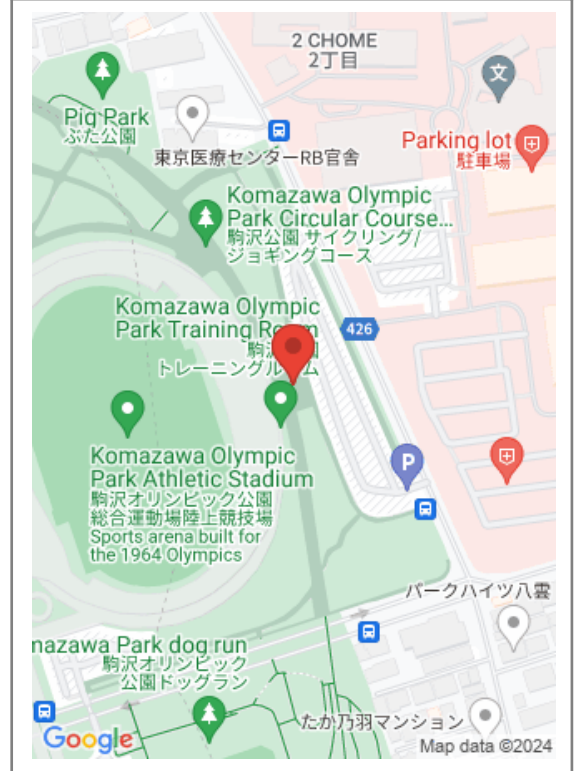 2 CHOME
2丁目
文
Pig Park
ぶた公園
東京医療センターRB官舎
Parking lot
駐車場
Komazawa Olympic
Park Circular Course...
駒沢公園 サイクリング/
ジョギングコース
Komazawa Olympic
Park Training Room
駒沢公園
トレーニングルーム
426
Komazawa Olympic
Park Athletic Stadium
駒沢オリンピック公園
総合運動場陸上競技場
Sports arena built for
the 1964 Olympics
P
パークハイツ八雲
mazawa Park dog run
駒沢オリンピック
公園ドッグラン
たか乃羽マンション
Google
Map data ©2024